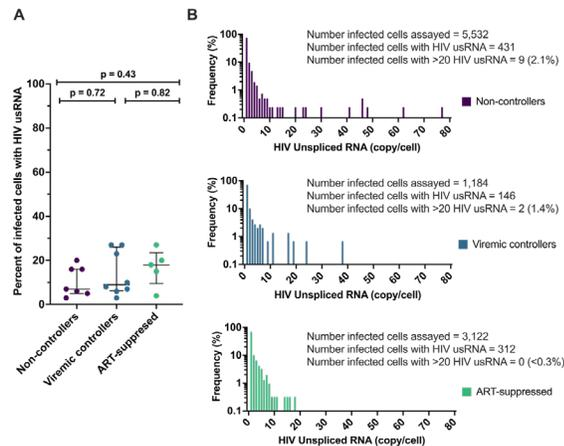 A
p = 0.43
p = 0.72
p = 0.82
Percent of infected cells with HIV usRNA
100
80
60
40
20
0
Non-controllers
Viremic controllers
ART-suppresed
B
Number infected cells assayed = 5,532
Number infected cells with HIV usRNA = 431
Number infected cells with >20 HIV usRNA = 9 (2.1%)
Frequency (%)
100
10
1
0.1
0 10 20 30 40 50 60 70 80
HIV Unspliced RNA (copy/cell)
Non-controllers
Number infected cells assayed = 1,184
Number infected cells with HIV usRNA = 146
Number infected cells with >20 HIV usRNA = 2 (1.4%)
Frequency (%)
100
10
1
0.1
0 10 20 30 40 50 60 70 80
HIV Unspliced RNA (copy/cell)
Viremic controllers
Number infected cells assayed = 3,122
Number infected cells with HIV usRNA = 312
Number infected cells with >20 HIV usRNA = 0 (<0.3%)
Frequency (%)
100
10
1
0.1
0 10 20 30 40 50 60 70 80
HIV Unspliced RNA (copy/cell)
ART-suppressed